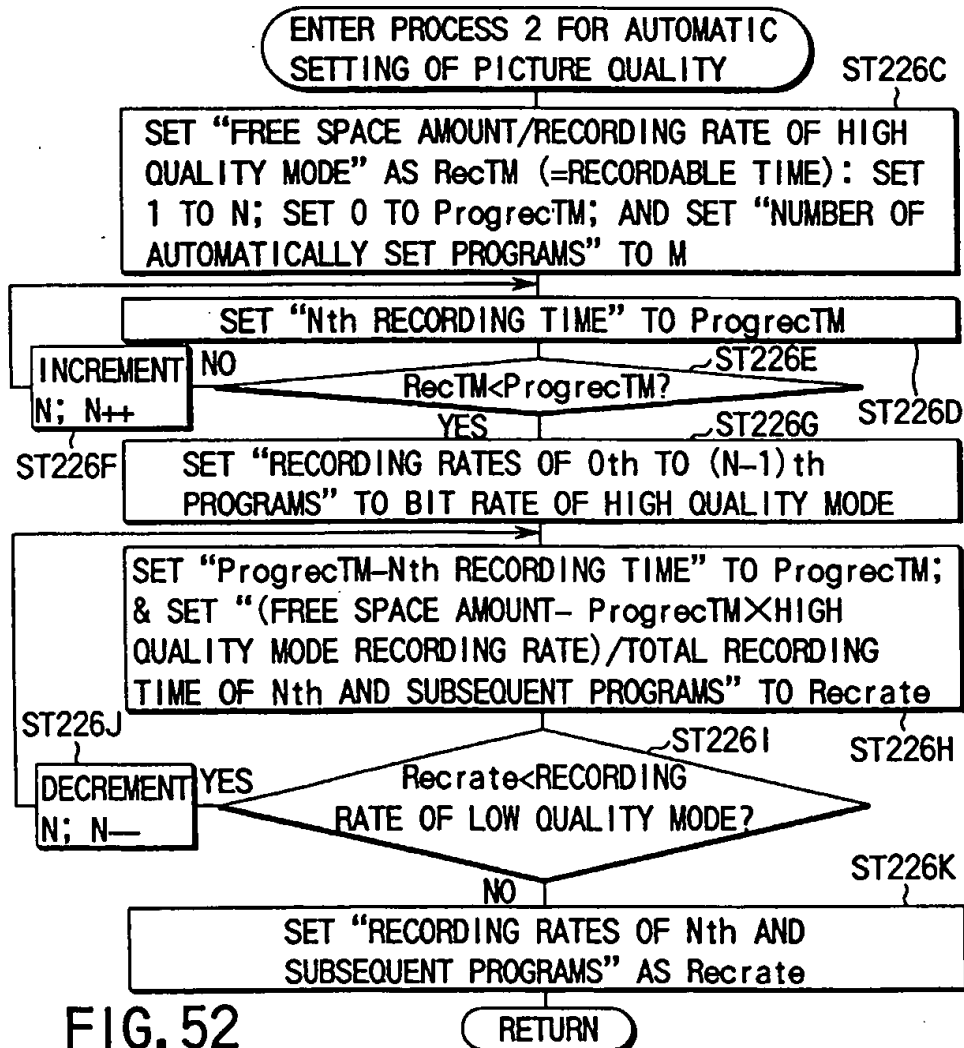 ENTER PROCESS 2 FOR AUTOMATIC
SETTING OF PICTURE QUALITY
ST226C
SET “FREE SPACE AMOUNT/RECORDING RATE OF HIGH
QUALITY MODE” AS RecTM (=RECORDABLE TIME): SET
1 TO N; SET 0 TO ProgrecTM; AND SET “NUMBER OF
AUTOMATICALLY SET PROGRAMS” TO M
SET “Nth RECORDING TIME” TO ProgrecTM
ST226D
RecTM<ProgrecTM?
ST226E
NO
INCREMENT
N; N++
ST226F
YES
ST226G
SET “RECORDING RATES OF 0th TO (N-1)th
PROGRAMS” TO BIT RATE OF HIGH QUALITY MODE
SET “ProgrecTM-Nth RECORDING TIME” TO ProgrecTM;
& SET “(FREE SPACE AMOUNT- ProgrecTM×HIGH
QUALITY MODE RECORDING RATE)/TOTAL RECORDING
TIME OF Nth AND SUBSEQUENT PROGRAMS” TO Recrate
ST226H
ST226I
Recrate<RECORDING
RATE OF LOW QUALITY MODE?
YES
ST226J
DECREMENT
N; N—
NO
ST226K
SET “RECORDING RATES OF Nth AND
SUBSEQUENT PROGRAMS” AS Recrate
RETURN
FIG. 52